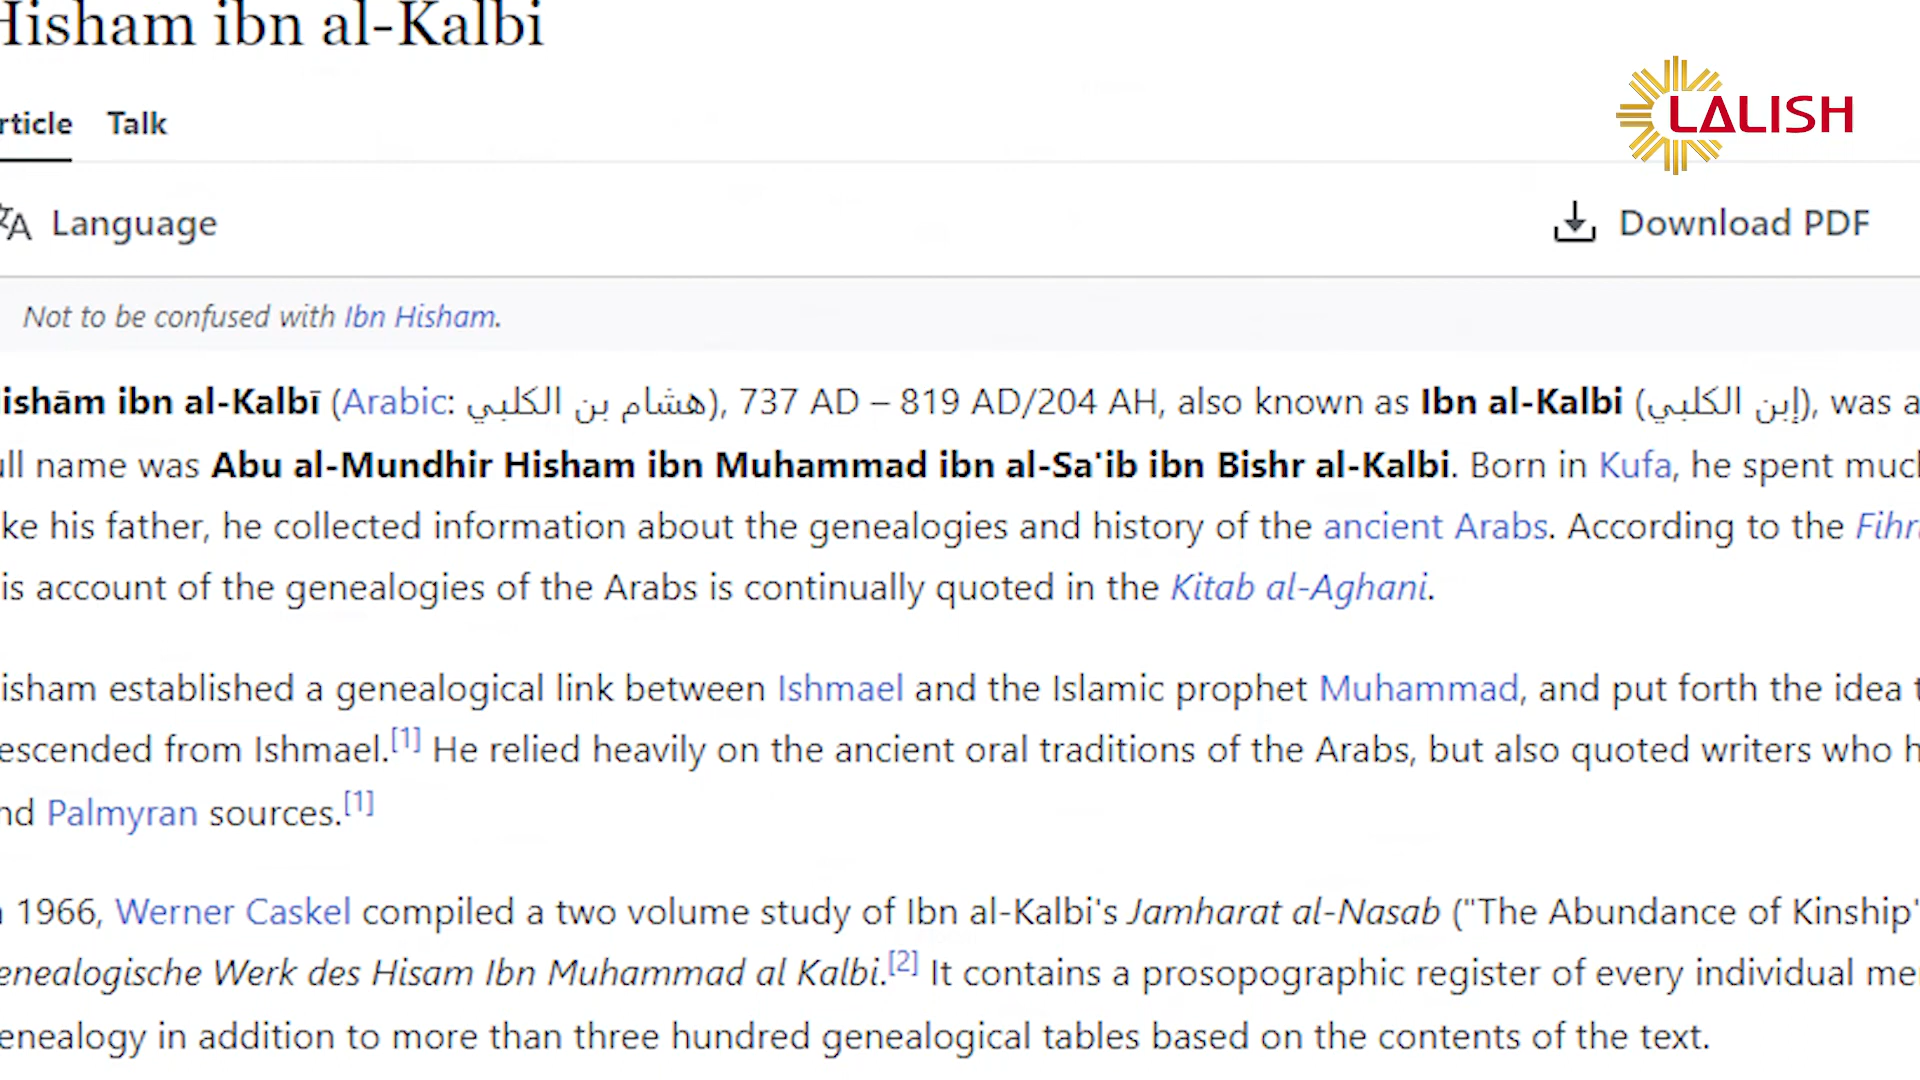 Hisham ibn al-Kalbi
LALISH
rticle Talk
Language
Download PDF
Not to be confused with Ibn Hisham.
ishām ibn al-Kalbī (Arabic: هشام بن الكلبي), 737 AD – 819 AD/204 AH, also known as Ibn al-Kalbi (إبن الكلبي), was a
ull name was Abu al-Mundhir Hisham ibn Muhammad ibn al-Sa'ib ibn Bishr al-Kalbi. Born in Kufa, he spent much
ke his father, he collected information about the genealogies and history of the ancient Arabs. According to the Fihri
is account of the genealogies of the Arabs is continually quoted in the Kitab al-Aghani.
isham established a genealogical link between Ishmael and the Islamic prophet Muhammad, and put forth the idea t
escended from Ishmael.[1] He relied heavily on the ancient oral traditions of the Arabs, but also quoted writers who h
nd Palmyran sources.[1]
n 1966, Werner Caskel compiled a two volume study of Ibn al-Kalbi's Jamharat al-Nasab ("The Abundance of Kinship"
enealogische Werk des Hisam Ibn Muhammad al Kalbi.[2] It contains a prosopographic register of every individual me
enealogy in addition to more than three hundred genealogical tables based on the contents of the text.